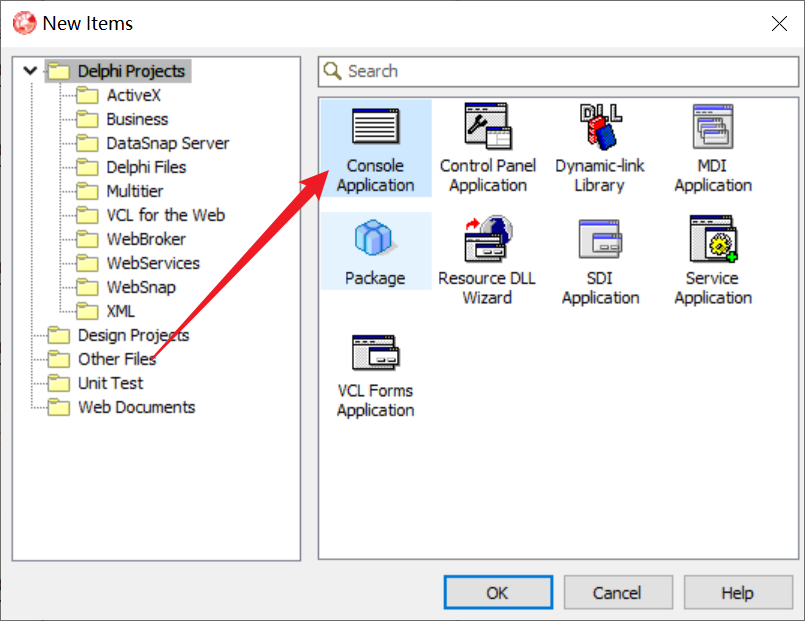 New Items
Delphi Projects
ActiveX
Business
DataSnap Server
Delphi Files
Multitier
VCL for the Web
WebBroker
WebServices
WebSnap
XML
Design Projects
Other Files
Unit Test
Web Documents
Search
Console
Application
Control Panel
Application
DLL
Dynamic-link
Library
MDI
Application
Package
Resource DLL
Wizard
SDI
Application
Service
Application
VCL Forms
Application
OK
Cancel
Help